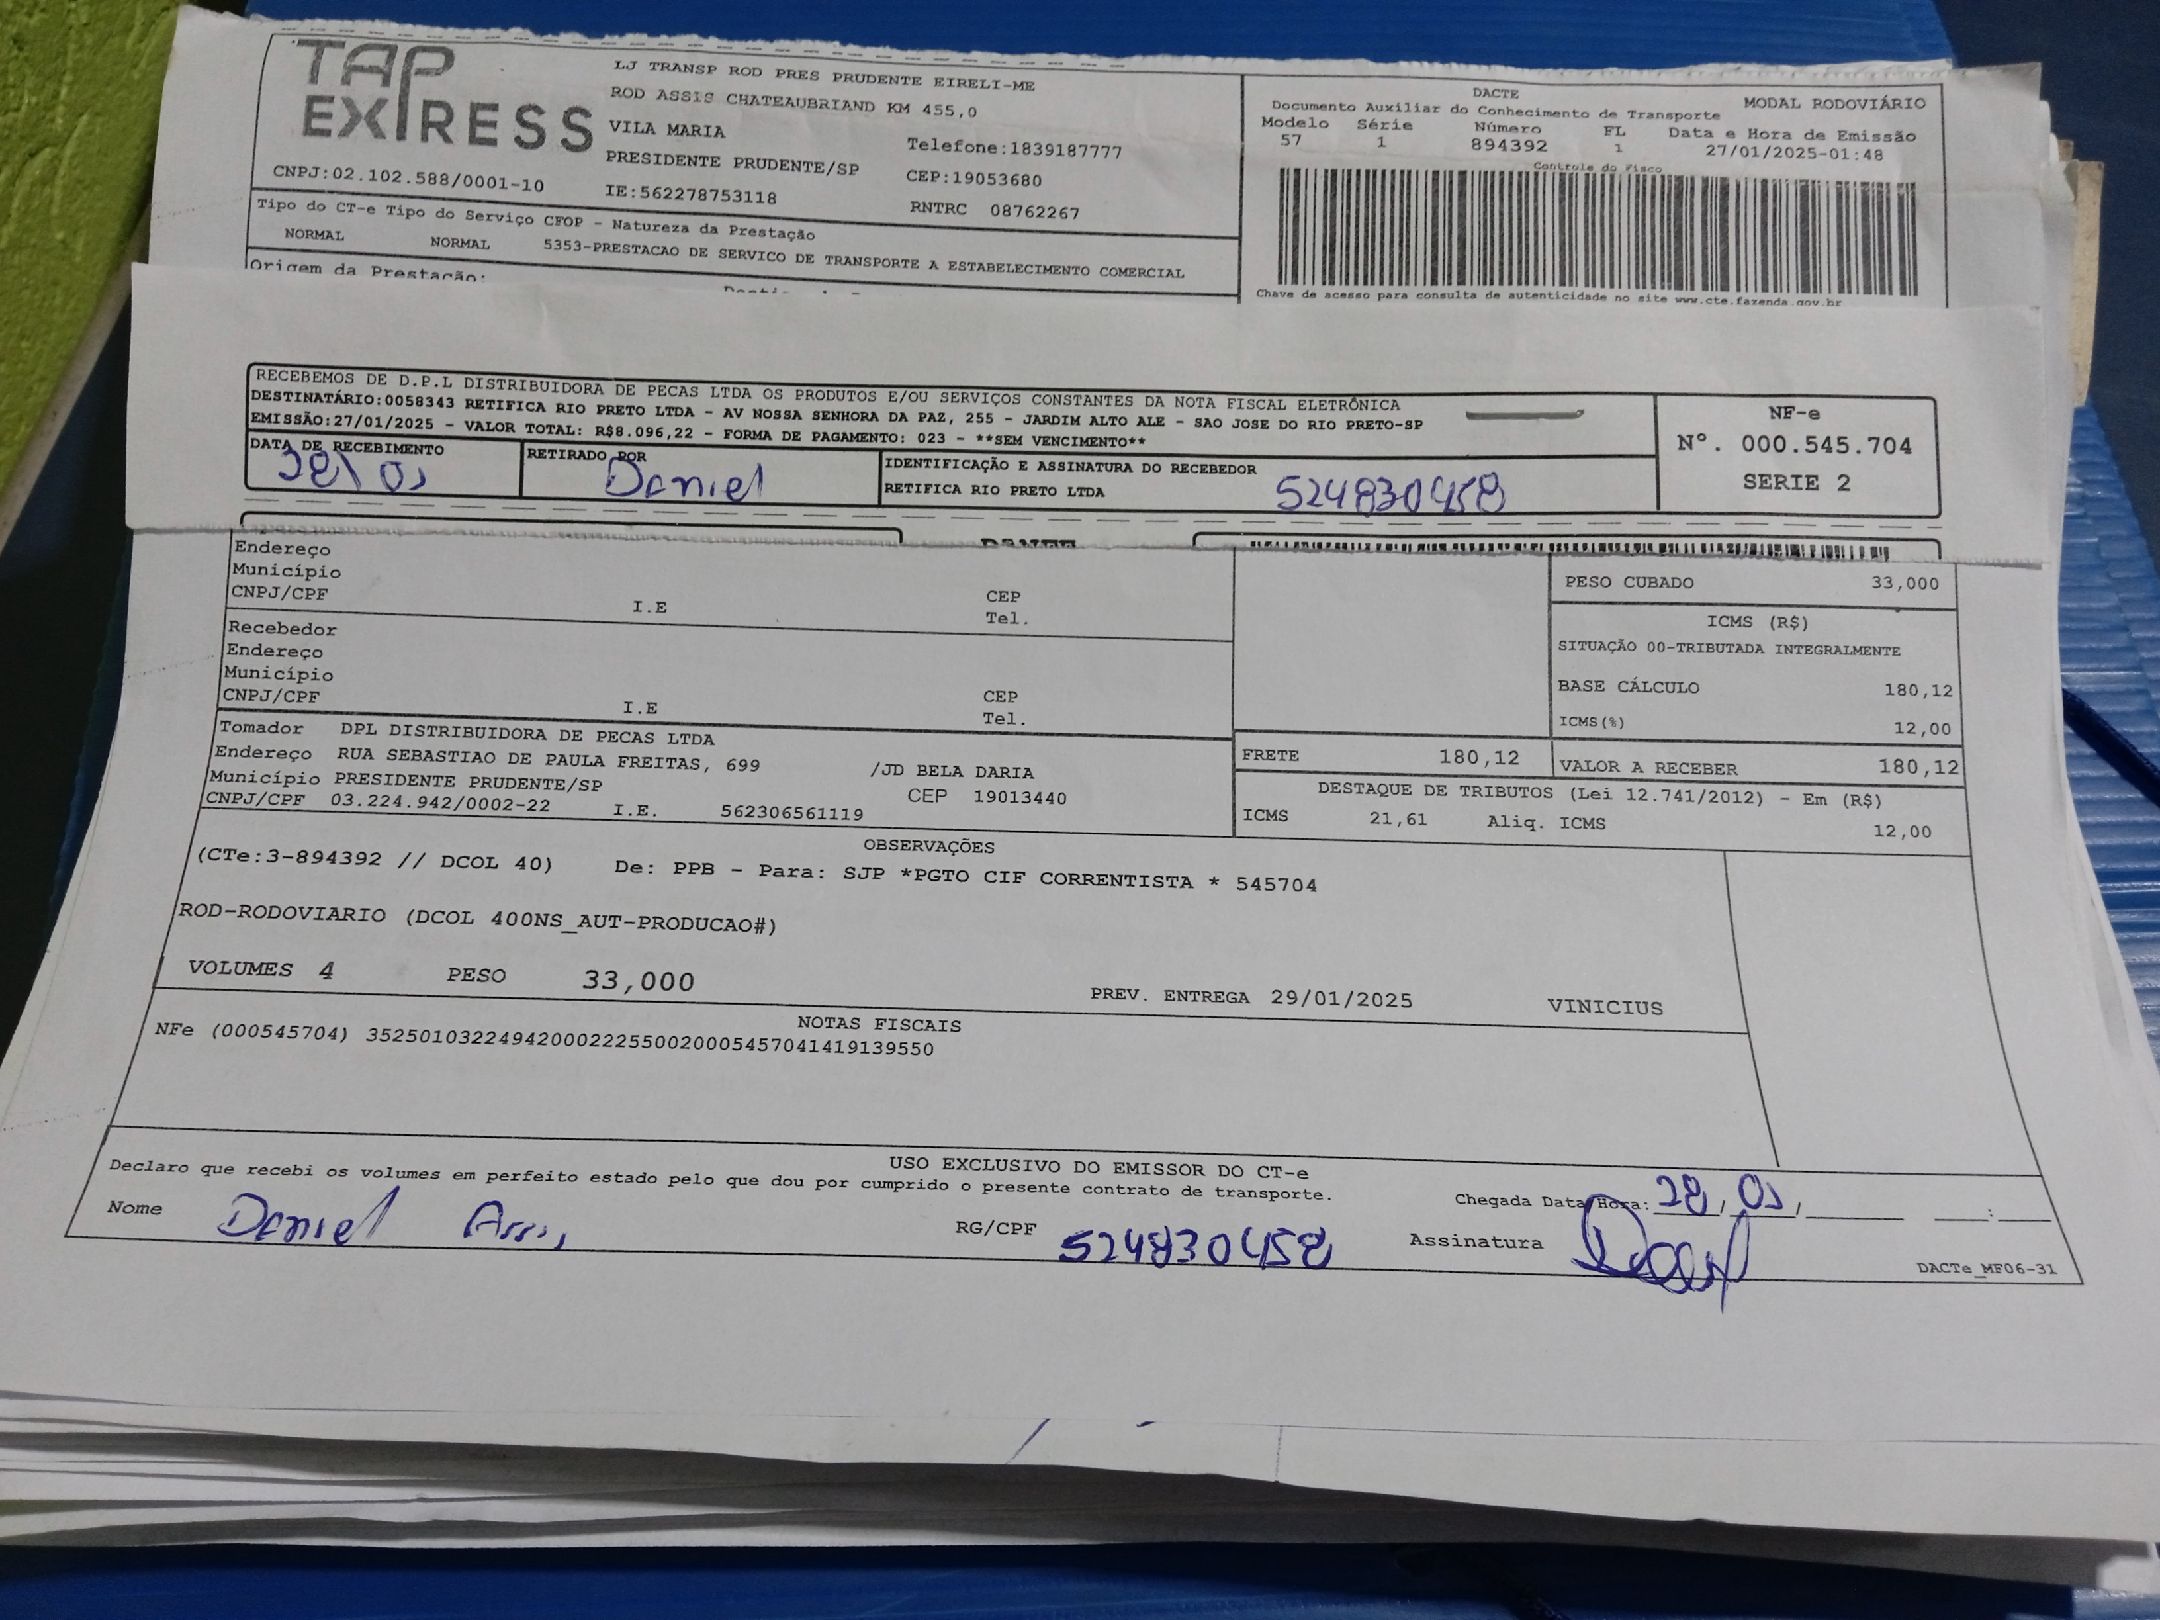 TAP EXPRESS
LJ TRANSP ROD PRES PRUDENTE EIRELI-ME
ROD ASSIS CHATEAUBRIAND KM 455,0
VILA MARIA
Telefone:1839187777
PRESIDENTE PRUDENTE/SP
CEP:19053680
CNPJ:02.102.588/0001-10
IE:562278753118
RNTRC 08762267
DACTE
MODAL RODOVIÁRIO
Documento Auxiliar do Conhecimento de Transporte
Modelo Série Número FL Data e Hora de Emissão
57 1 894392 1 27/01/2025-01:48
Controle do Fisco
Chave de acesso para consulta de autenticidade no site www.cte.fazenda.gov.br
Tipo do CT-e Tipo do Serviço CFOP - Natureza da Prestação
NORMAL NORMAL 5353-PRESTACAO DE SERVICO DE TRANSPORTE A ESTABELECIMENTO COMERCIAL
Origem da Prestação:
RECEBEMOS DE D.P.L DISTRIBUIDORA DE PECAS LTDA OS PRODUTOS E/OU SERVIÇOS CONSTANTES DA NOTA FISCAL ELETRÔNICA
DESTINATÁRIO:0058343 RETIFICA RIO PRETO LTDA - AV NOSSA SENHORA DA PAZ, 255 - JARDIM ALTO ALE - SAO JOSE DO RIO PRETO-SP
EMISSÃO:27/01/2025 - VALOR TOTAL: R$8.096,22 - FORMA DE PAGAMENTO: 023 - **SEM VENCIMENTO**
NF-e
Nº. 000.545.704
SERIE 2
DATA DE RECEBIMENTO
28\01
RETIRADO POR
Daniel
IDENTIFICAÇÃO E ASSINATURA DO RECEBEDOR
RETIFICA RIO PRETO LTDA
524830458
DANFE
Endereço
Município
CNPJ/CPF I.E CEP
Tel.
Recebedor
Endereço
Município
CNPJ/CPF I.E CEP
Tel.
PESO CUBADO 33,000
ICMS (R$)
SITUAÇÃO 00-TRIBUTADA INTEGRALMENTE
BASE CÁLCULO 180,12
ICMS(%) 12,00
Tomador DPL DISTRIBUIDORA DE PECAS LTDA
Endereço RUA SEBASTIAO DE PAULA FREITAS, 699 /JD BELA DARIA
Município PRESIDENTE PRUDENTE/SP CEP 19013440
CNPJ/CPF 03.224.942/0002-22 I.E. 562306561119
FRETE 180,12 VALOR A RECEBER 180,12
DESTAQUE DE TRIBUTOS (Lei 12.741/2012) - Em (R$)
ICMS 21,61 Aliq. ICMS 12,00
OBSERVAÇÕES
(CTe:3-894392 // DCOL 40) De: PPB - Para: SJP *PGTO CIF CORRENTISTA * 545704
ROD-RODOVIARIO (DCOL 400NS_AUT-PRODUCAO#)
VOLUMES 4 PESO 33,000
PREV. ENTREGA 29/01/2025 VINICIUS
NOTAS FISCAIS
NFe (000545704) 35250103224942000222550020005457041419139550
USO EXCLUSIVO DO EMISSOR DO CT-e
Declaro que recebi os volumes em perfeito estado pelo que dou por cumprido o presente contrato de transporte.
Chegada Data/Hora: 28/01/ :
Nome Daniel Assis RG/CPF 524830458 Assinatura
DACTe_MF06-31